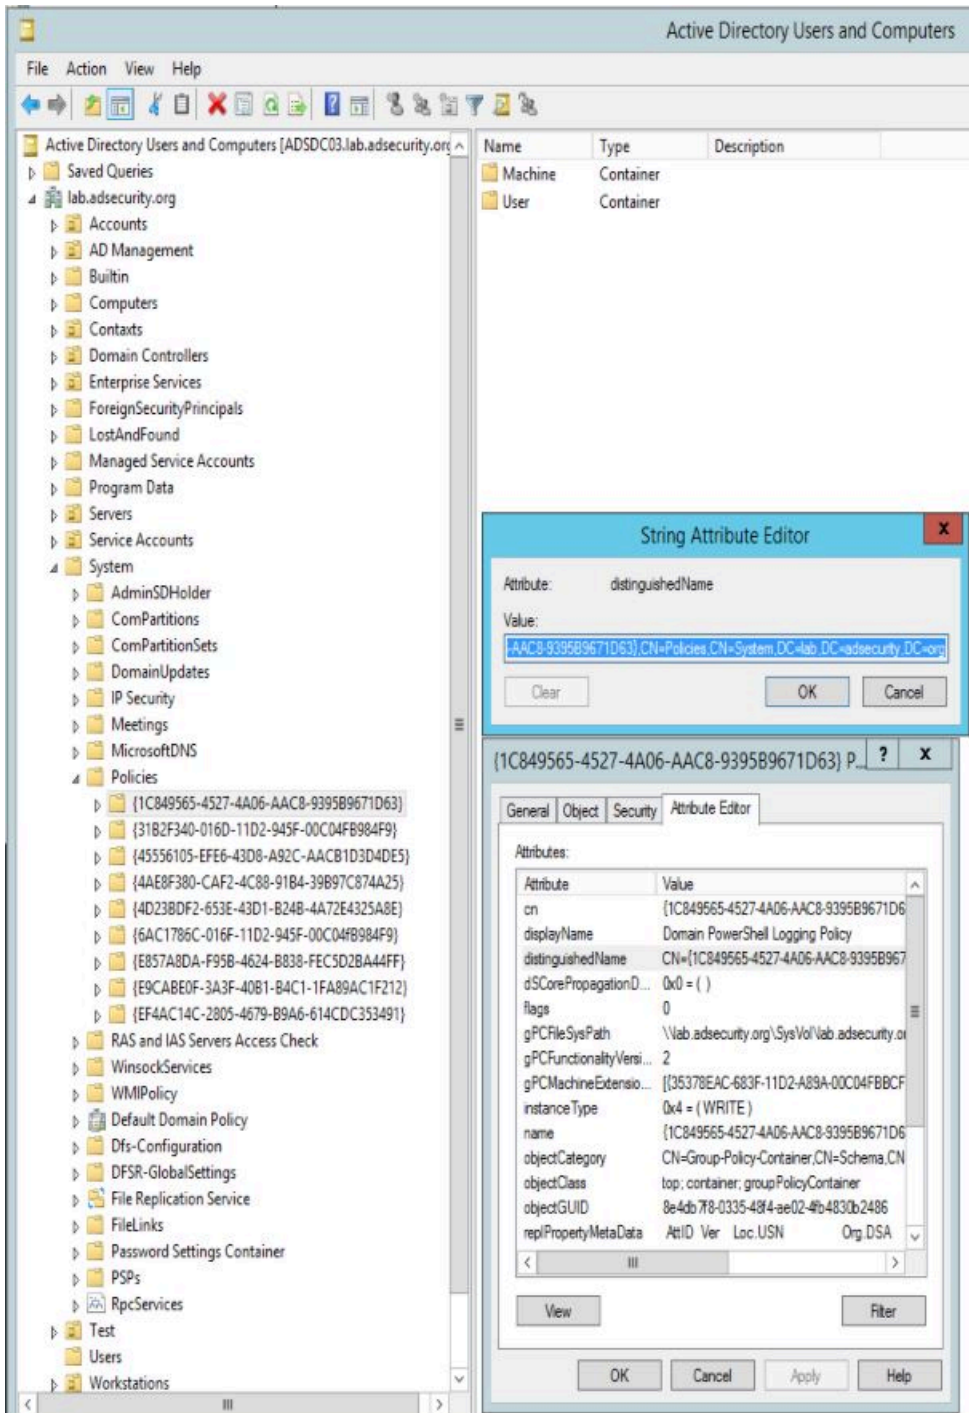 Active Directory Users and Computers
File Action View Help
Active Directory Users and Computers [ADSDC03.lab.adsecurity.org
Saved Queries
lab.adsecurity.org
Accounts
AD Management
Builtin
Computers
Contaxts
Domain Controllers
Enterprise Services
ForeignSecurityPrincipals
LostAndFound
Managed Service Accounts
Program Data
Servers
Service Accounts
System
AdminSDHolder
ComPartitions
ComPartitionSets
DomainUpdates
IP Security
Meetings
MicrosoftDNS
Policies
{1C849565-4527-4A06-AAC8-9395B9671D63}
{31B2F340-016D-11D2-945F-00C04FB984F9}
{45556105-EFE6-43D8-A92C-AACB1D3D4DE5}
{4AE8F380-CAF2-4C88-91B4-39B97C874A25}
{4D23BDF2-653E-43D1-B24B-4A72E4325A8E}
{6AC1786C-016F-11D2-945F-00C04fB984F9}
{E857A8DA-F95B-4624-B838-FEC5D2BA44FF}
{E9CABE0F-3A3F-40B1-B4C1-1FA89AC1F212}
{EF4AC14C-2805-4679-B9A6-614CDC353491}
RAS and IAS Servers Access Check
WinsockServices
WMIPolicy
Default Domain Policy
Dfs-Configuration
DFSR-GlobalSettings
File Replication Service
FileLinks
Password Settings Container
PSPs
RpcServices
Test
Users
Workstations
Name Type Description
Machine Container
User Container
String Attribute Editor
x
Attribute: distinguishedName
Value:
-AAC8-9395B9671D63},CN=Policies,CN=System,DC=lab,DC=adsecurity,DC=org
Clear OK Cancel
{1C849565-4527-4A06-AAC8-9395B9671D63} P... ? x
General Object Security Attribute Editor
Attributes:
Attribute Value
cn {1C849565-4527-4A06-AAC8-9395B9671D6
displayName Domain PowerShell Logging Policy
distinguishedName CN={1C849565-4527-4A06-AAC8-9395B967
dSCorePropagationD... 0x0 = ( )
flags 0
gPCFileSysPath \\lab.adsecurity.org\SysVol\lab.adsecurity.or
gPCFunctionalityVersi... 2
gPCMachineExtensio... [{35378EAC-683F-11D2-A89A-00C04FBBCF
instanceType 0x4 = ( WRITE )
name {1C849565-4527-4A06-AAC8-9395B9671D6
objectCategory CN=Group-Policy-Container,CN=Schema,CN
objectClass top; container; groupPolicyContainer
objectGUID 8e4db7f8-0335-48f4-ae02-4fb4830b2486
replPropertyMetaData AttID Ver Loc.USN Org.DSA
View Filter
OK Cancel Apply Help